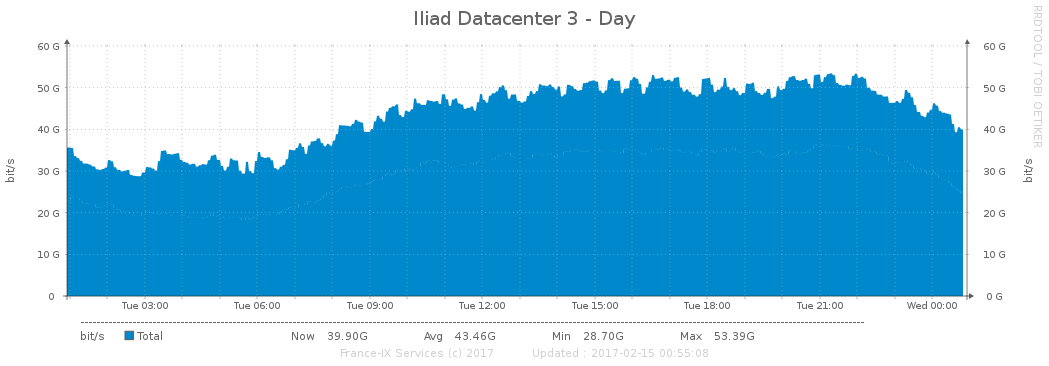 Iliad Datacenter 3 - Day
RRDTOOL / TOBI OETIKER
60 G 60 G
50 G 50 G
40 G 40 G
30 G 30 G
20 G 20 G
10 G 10 G
0 0 G
bit/s bit/s
Tue 03:00 Tue 06:00 Tue 09:00 Tue 12:00 Tue 15:00 Tue 18:00 Tue 21:00 Wed 00:00
bit/s Total Now 39.90G Avg 43.46G Min 28.70G Max 53.39G
France-IX Services (c) 2017 Updated : 2017-02-15 00:55:08